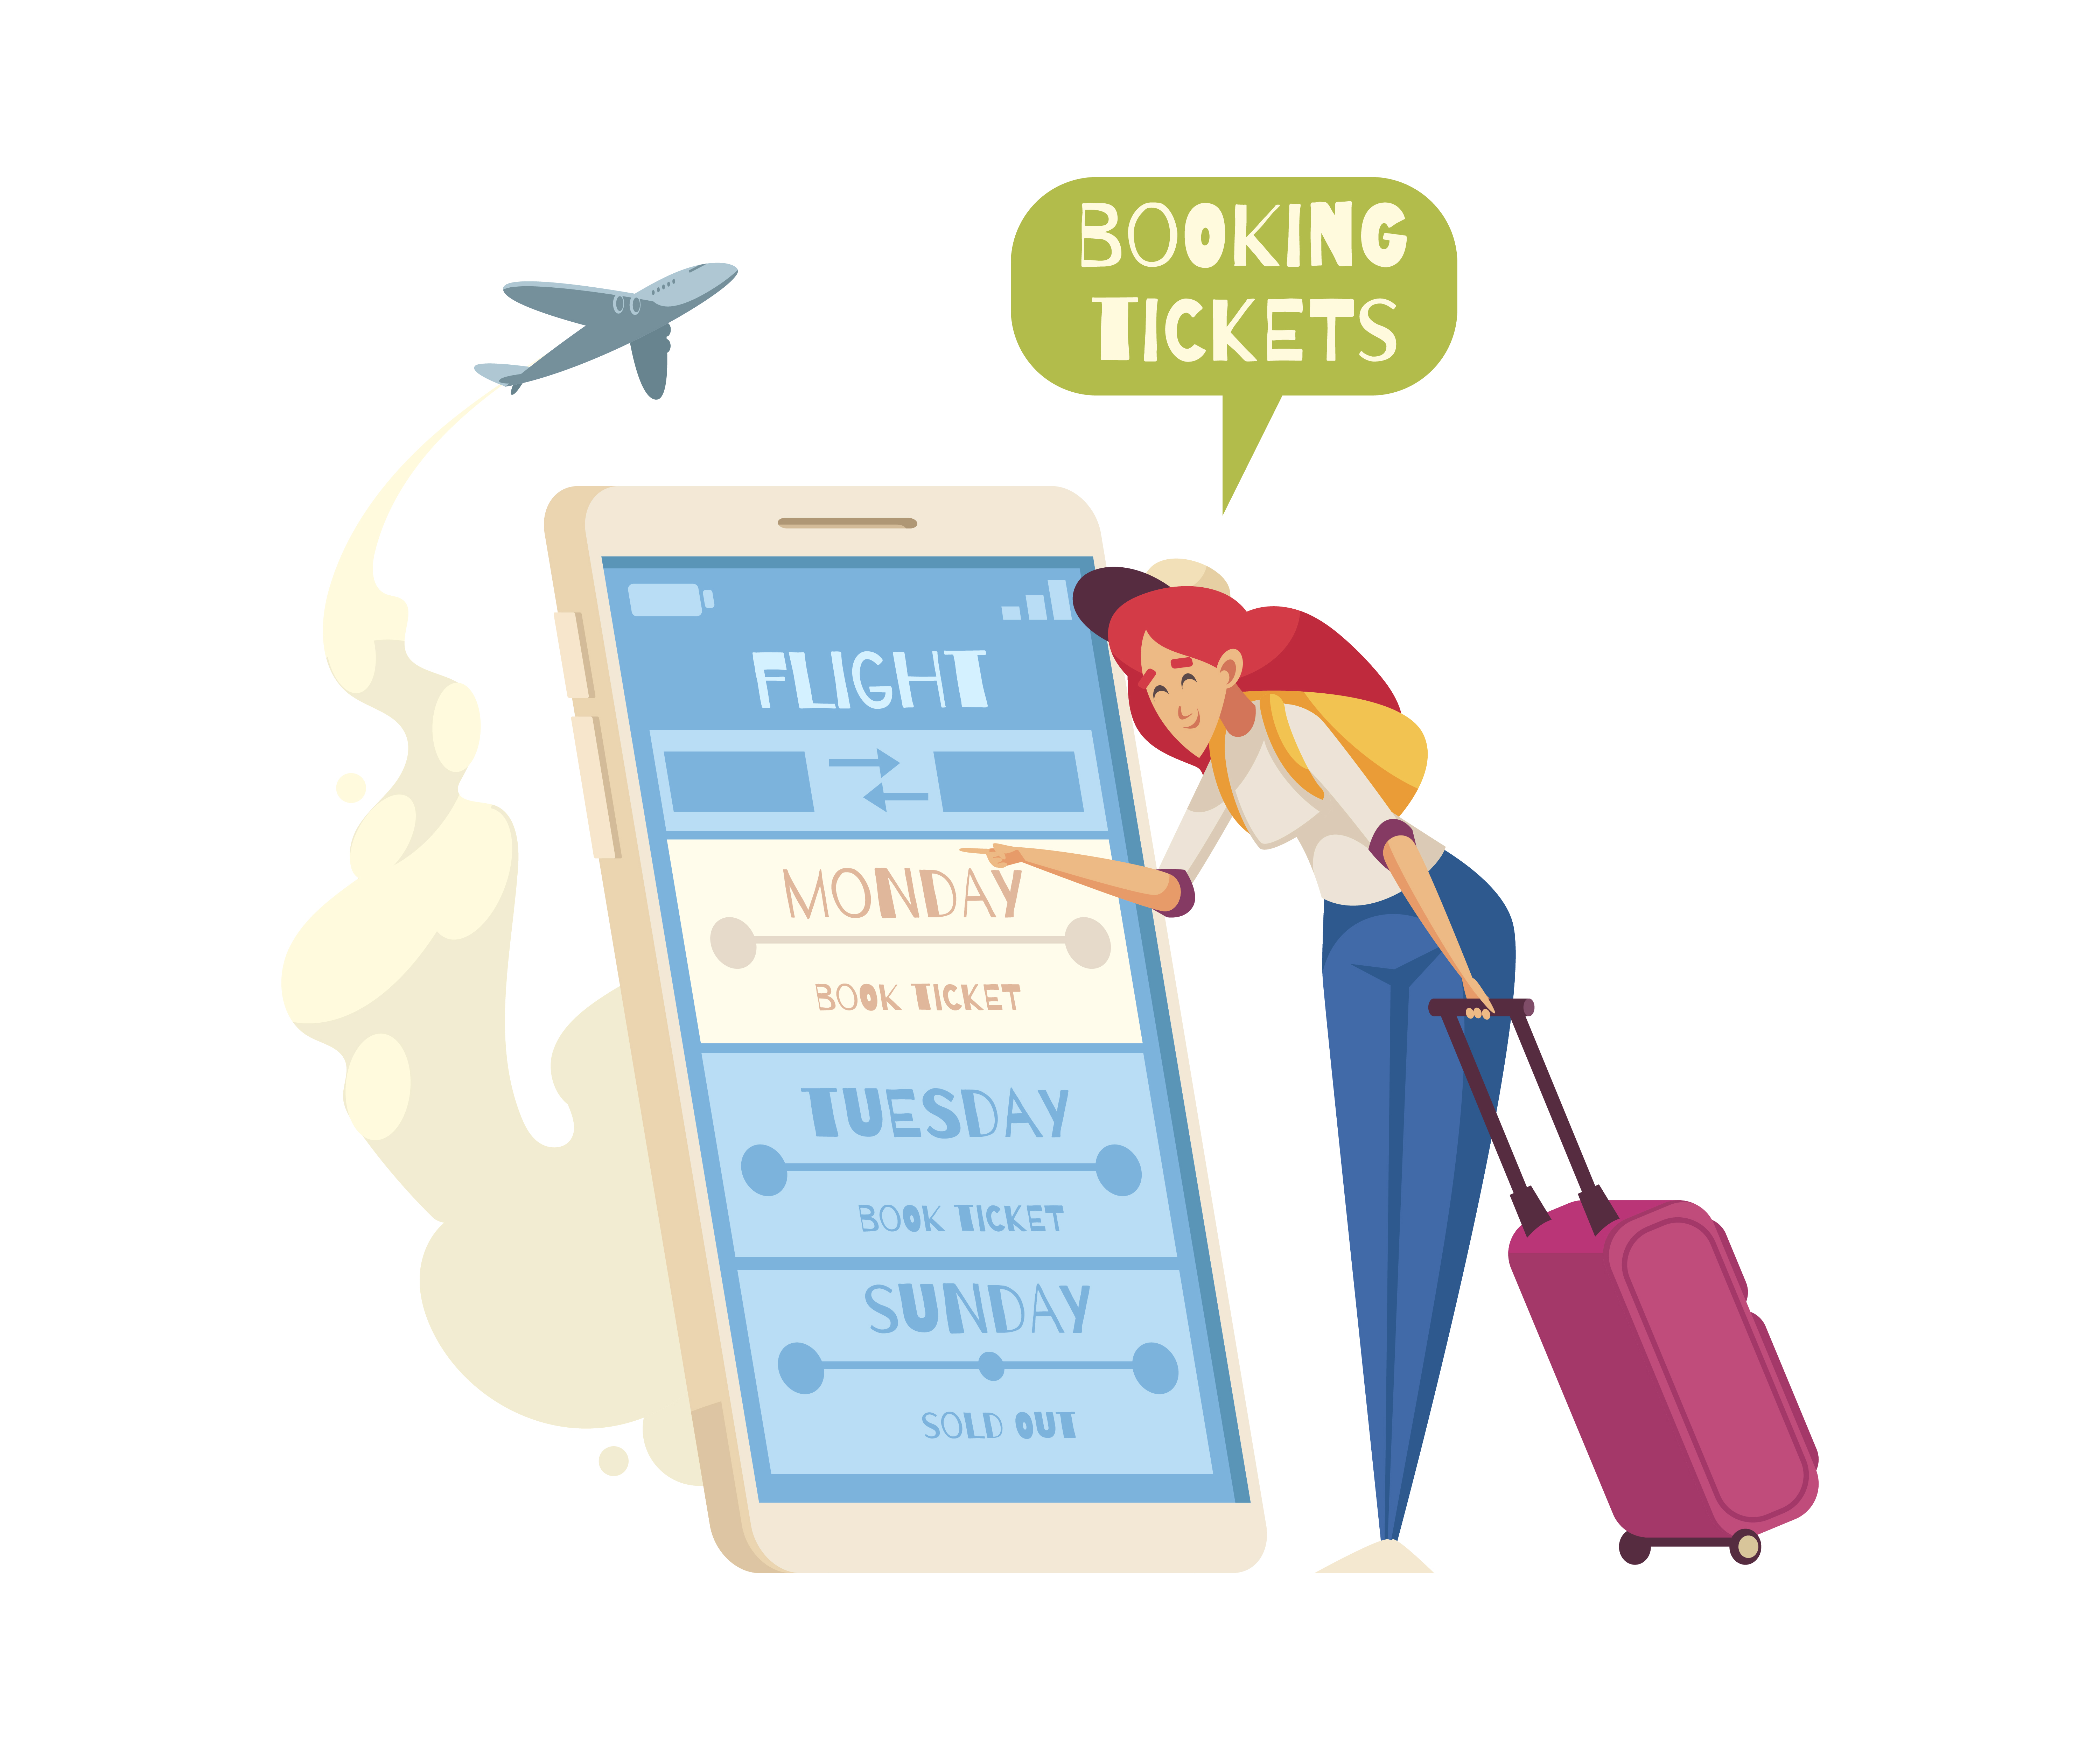 BOOKING
TICKETS
FLIGHT
MONDAY
BOOK TICKET
TUESDAY
BOOK TICKET
SUNDAY
SOLD OUT